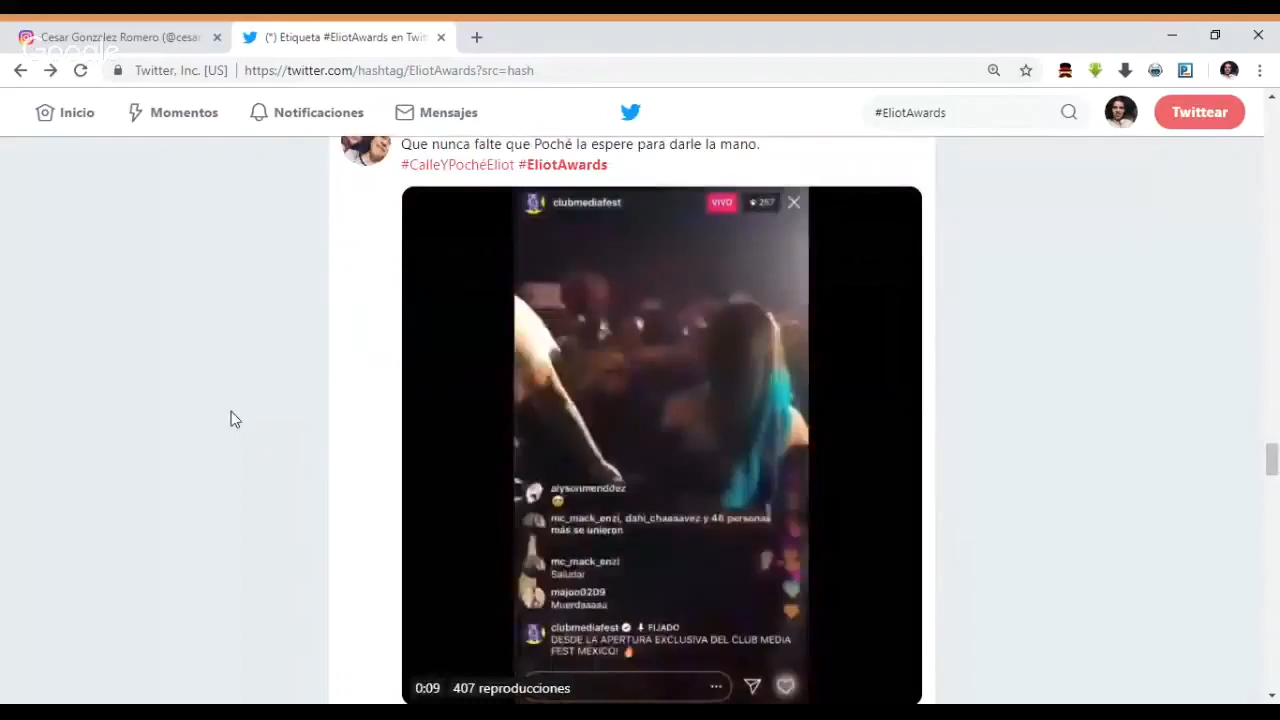 Cesar Gonzalez Romero (@cesar
(*) Etiqueta #EliotAwards en Twit
Google
Twitter, Inc. [US]
https://twitter.com/hashtag/EliotAwards?src=hash
Inicio
Momentos
Notificaciones
Mensajes
#EliotAwards
Twittear
Que nunca falte que Poché la espere para darle la mano.
#CalleYPochéEliot #EliotAwards
clubmediafest
VIVO
257
alysonmenddez
mc_mack_enzi, dahi_chaaaavez y 46 personas
más se unieron
mc_mack_enzi
Saludar
majoo0209
Muerdaaaaa
clubmediafest FIJADO
DESDE LA APERTURA EXCLUSIVA DEL CLUB MEDIA
FEST MEXICO!
0:09 407 reproducciones